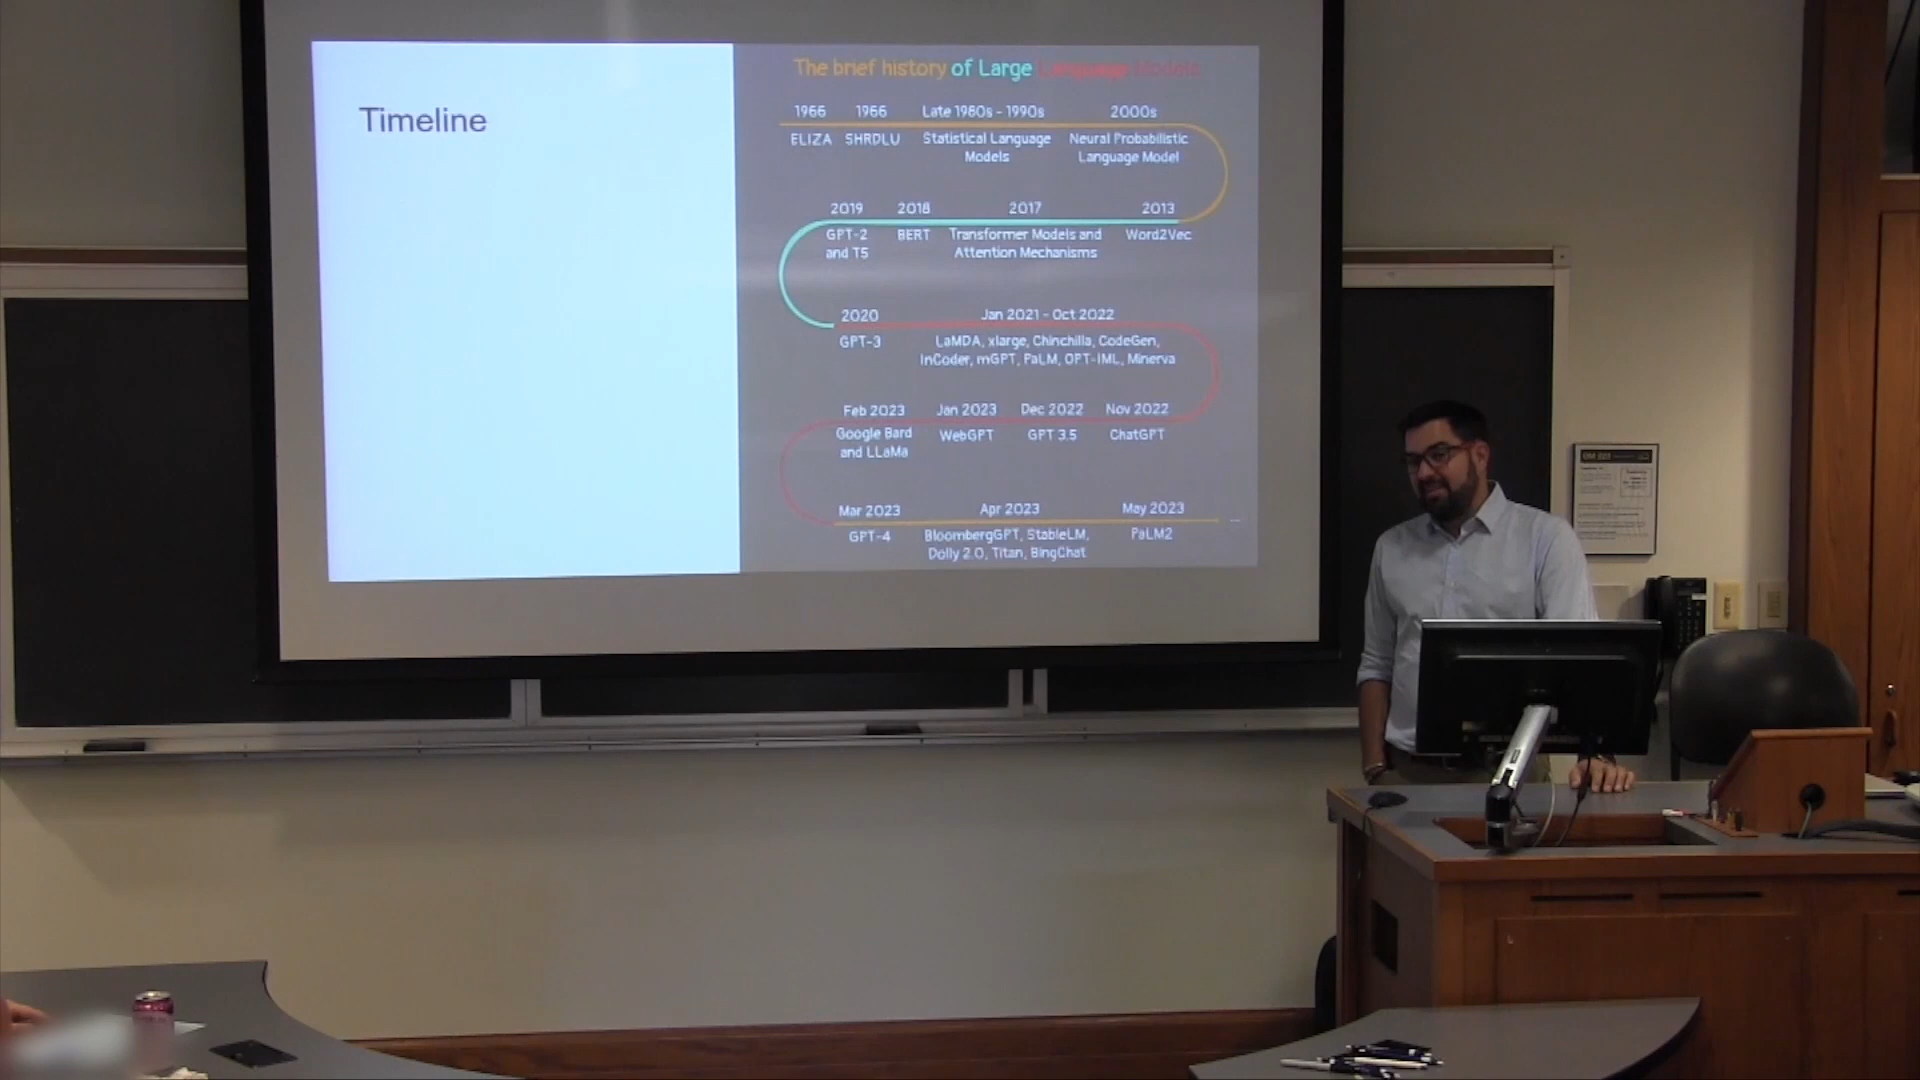 Timeline
The brief history of Large Language Models
1966 1966 Late 1980s - 1990s 2000s
ELIZA SHRDLU Statistical Language Neural Probabilistic
Models Language Model
2019 2018 2017 2013
GPT-2 BERT Transformer Models and Word2Vec
and T5 Attention Mechanisms
2020 Jan 2021 - Oct 2022
GPT-3 LaMDA, xlarge, Chinchilla, CodeGen,
InCoder, mGPT, PaLM, OPT-IML, Minerva
Feb 2023 Jan 2023 Dec 2022 Nov 2022
Google Bard WebGPT GPT 3.5 ChatGPT
and LLaMa
Mar 2023 Apr 2023 May 2023
GPT-4 BloombergGPT, StableLM, PaLM2
Dolly 2.0, Titan, BingChat